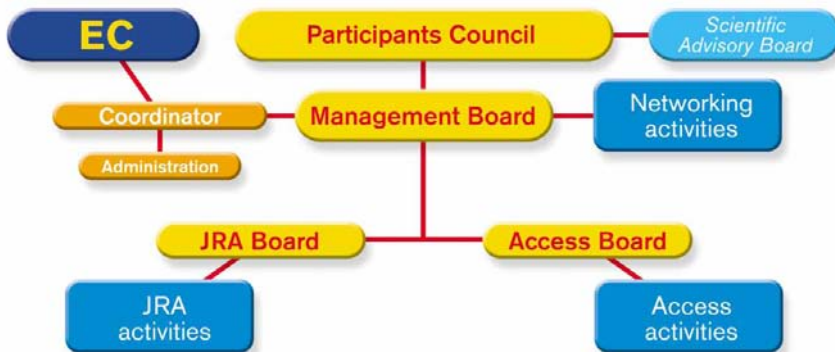 EC
Participants Council
Scientific
Advisory Board
Coordinator
Management Board
Networking
activities
Administration
JRA Board
Access Board
JRA
activities
Access
activities